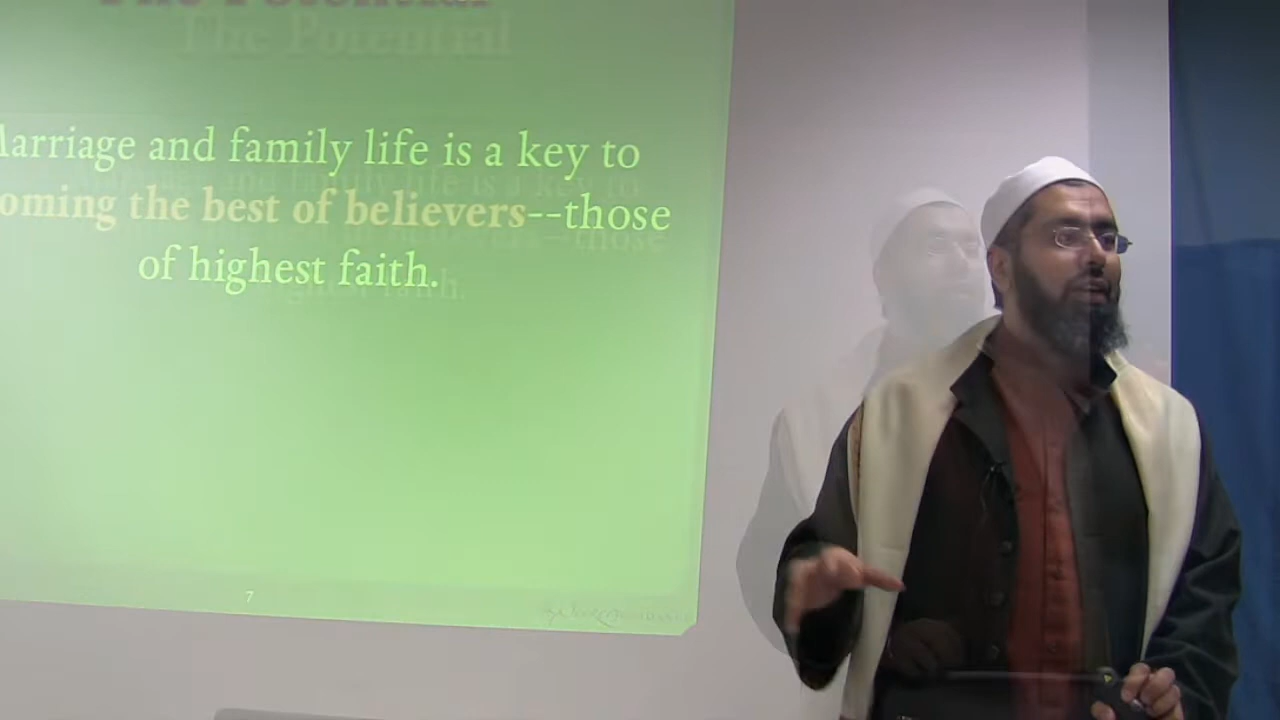 The Potential
Marriage and family life is a key to
oming the best of believers--those
of highest faith.
7